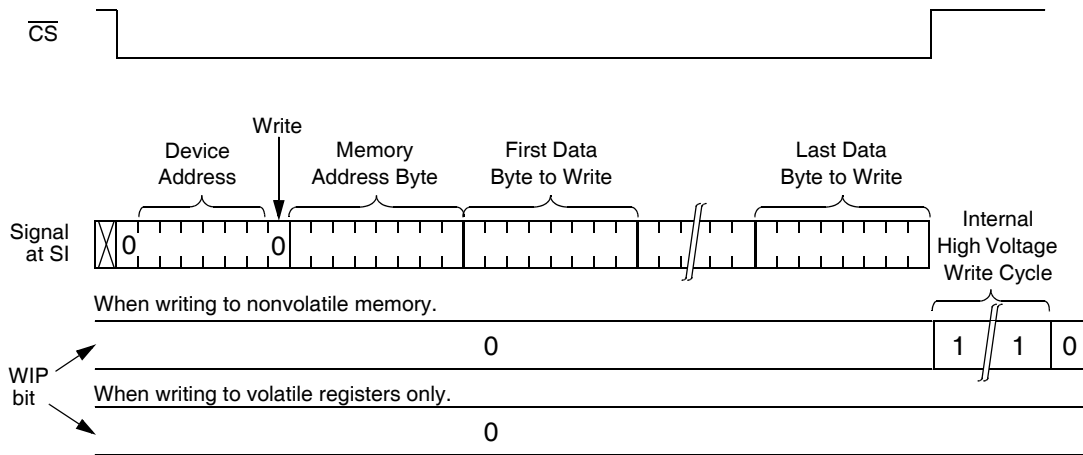 CS
Write
Device
Address
Memory
Address Byte
First Data
Byte to Write
Last Data
Byte to Write
Signal
at SI
0
0
Internal
High Voltage
Write Cycle
When writing to nonvolatile memory.
0
1
1
0
WIP
bit
When writing to volatile registers only.
0